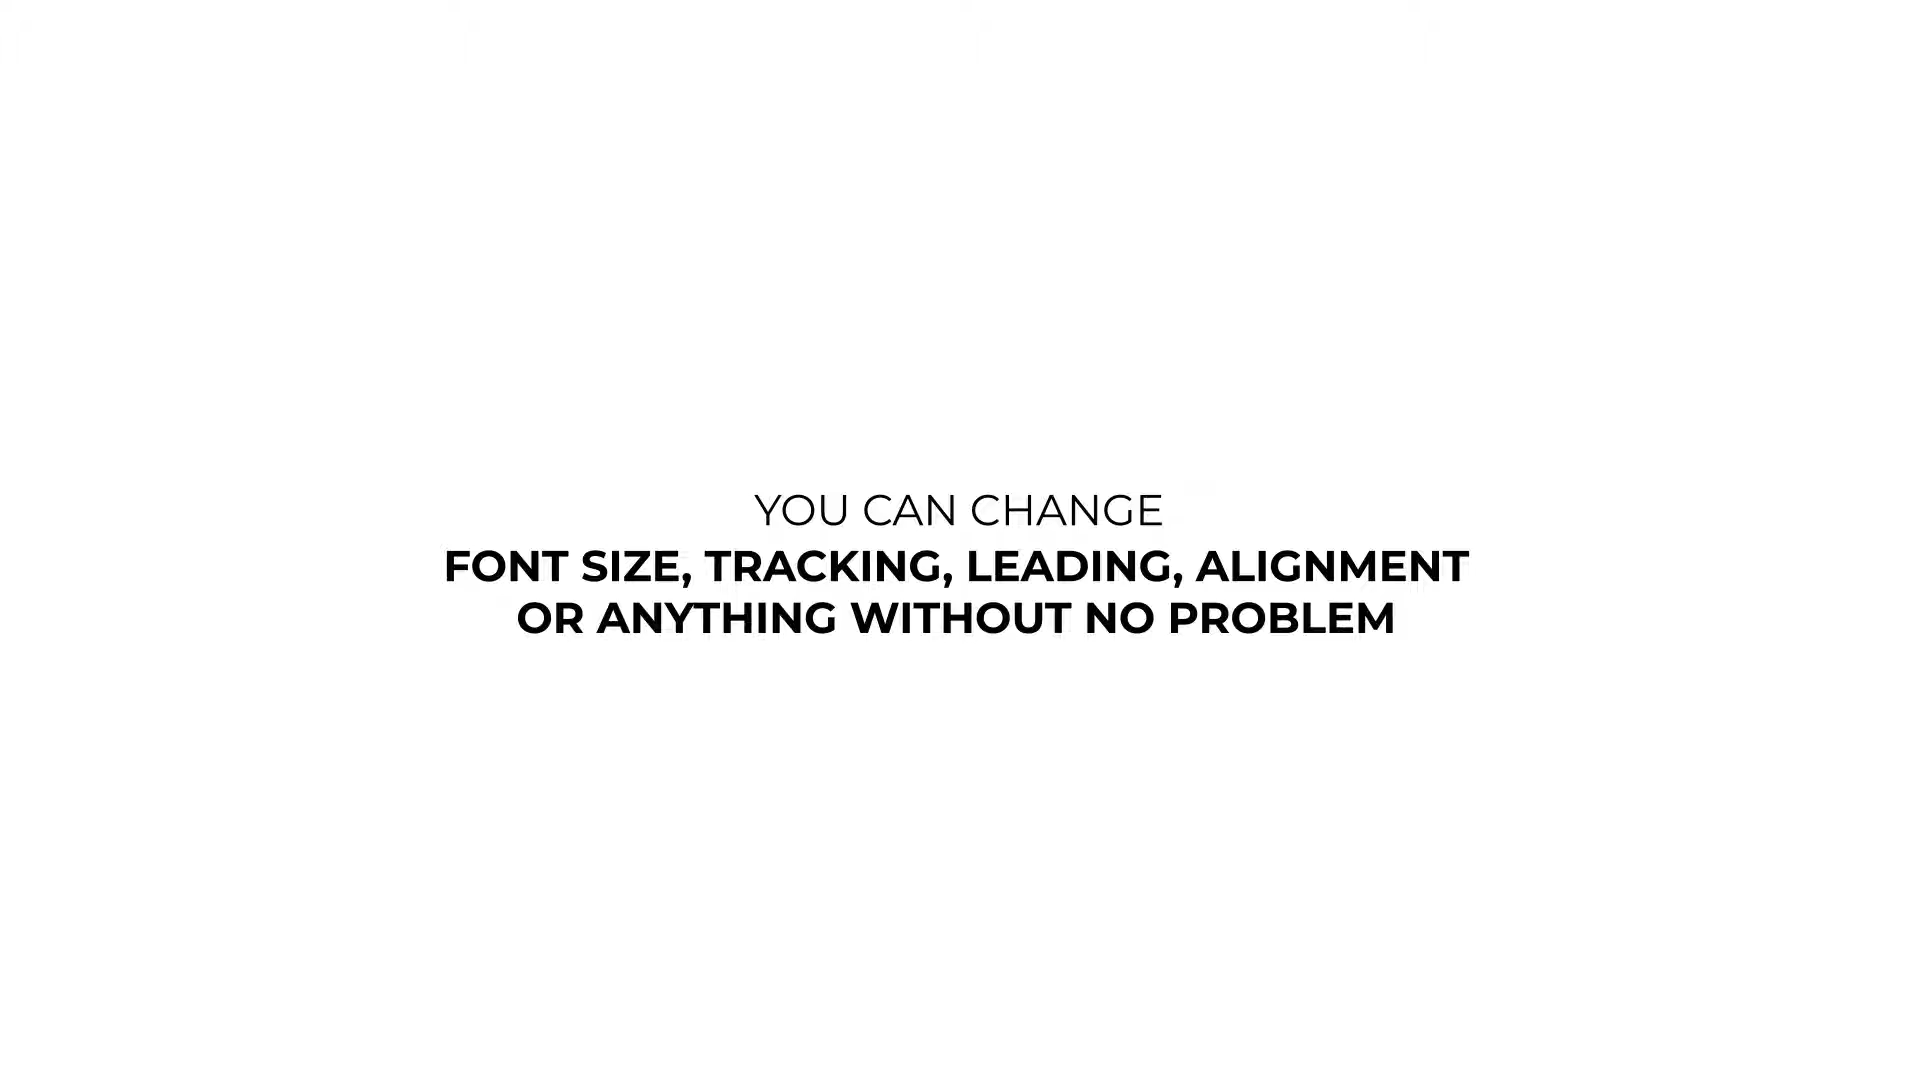 YOU CAN CHANGE
FONT SIZE, TRACKING, LEADING, ALIGNMENT
OR ANYTHING WITHOUT NO PROBLEM